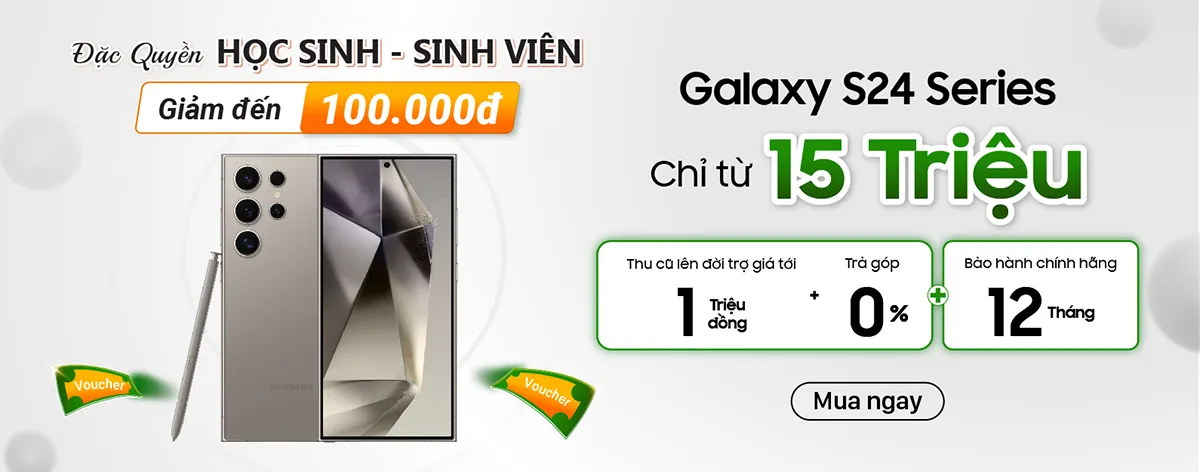 Đặc Quyền HỌC SINH - SINH VIÊN
Giảm đến 100.000đ
SAMSUNG
Voucher
Voucher
Galaxy S24 Series
Chỉ từ 15 Triệu
Thu cũ lên đời trợ giá tới
1 Triệu đồng
+
Trả góp
0%
+
Bảo hành chính hãng
12 Tháng
Mua ngay